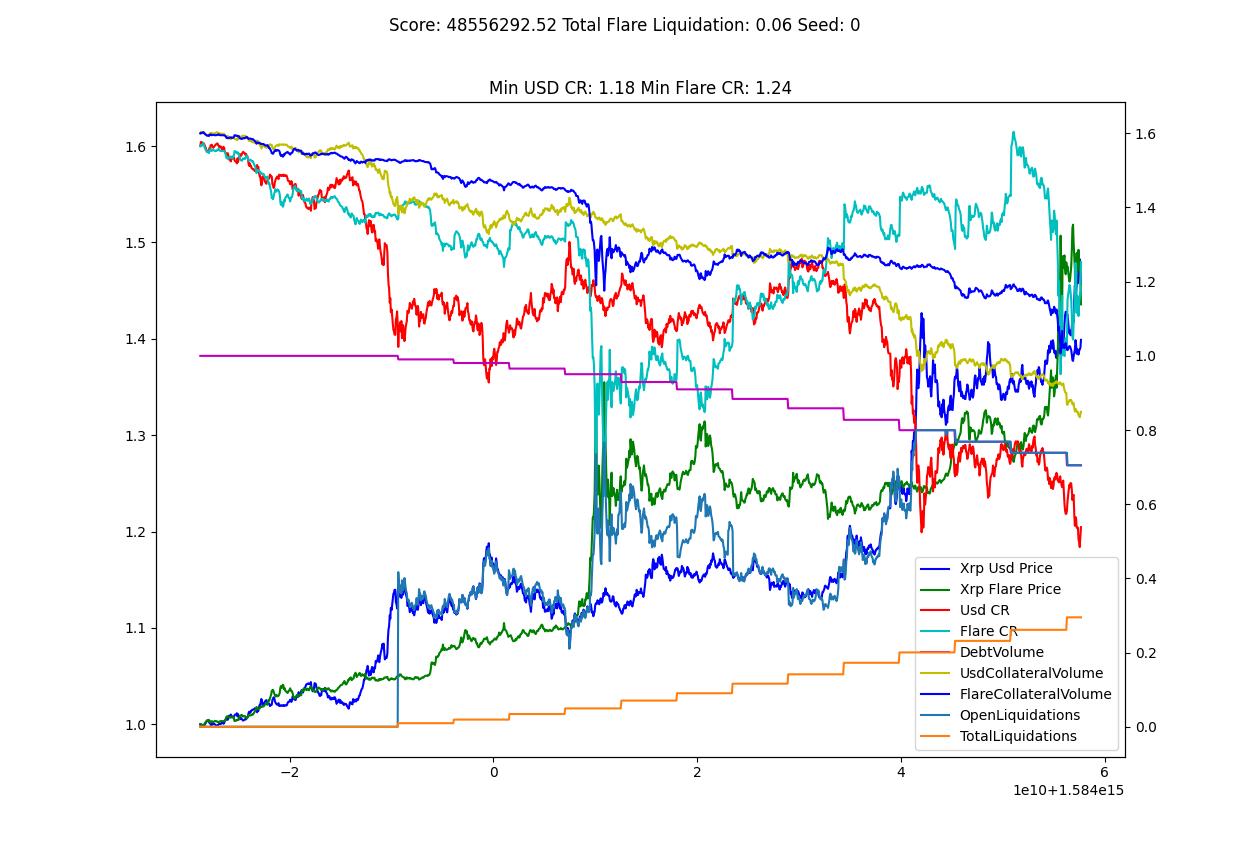 Score: 48556292.52 Total Flare Liquidation: 0.06 Seed: 0
Min USD CR: 1.18 Min Flare CR: 1.24
1.6
1.5
1.4
1.3
1.2
1.1
1.0
1.6
1.4
1.2
1.0
0.8
0.6
0.4
0.2
0.0
Xrp Usd Price
Xrp Flare Price
Usd CR
Flare CR
DebtVolume
UsdCollateralVolume
FlareCollateralVolume
OpenLiquidations
TotalLiquidations
−2
0
2
4
6
1e10+1.584e15